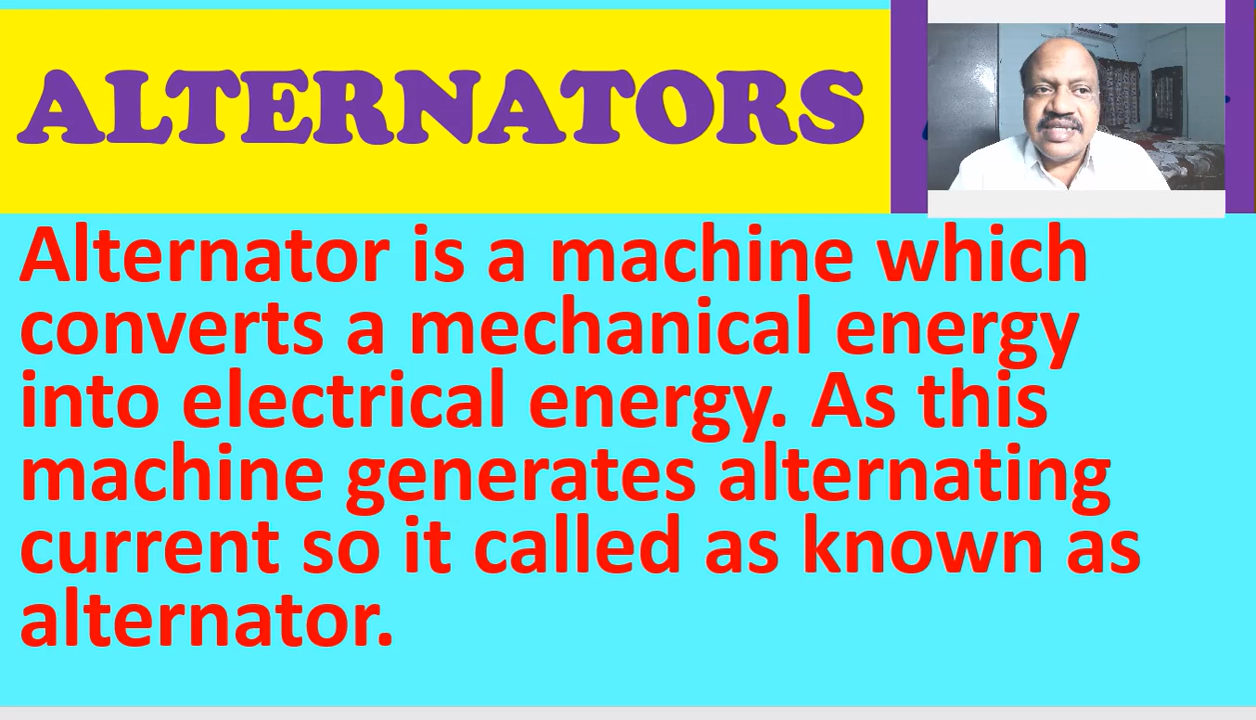 ALTERNATORS
Alternator is a machine which
converts a mechanical energy
into electrical energy. As this
machine generates alternating
current so it called as known as
alternator.